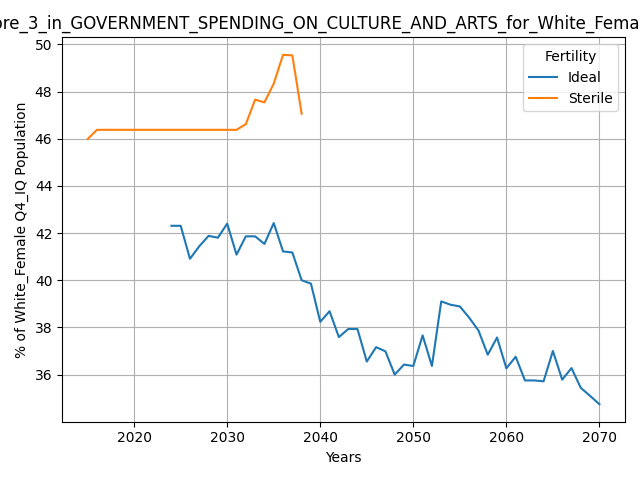 ore_3_in_GOVERNMENT_SPENDING_ON_CULTURE_AND_ARTS_for_White_Fema
50
48
46
44
42
40
38
36
% of White_Female Q4_IQ Population
Fertility
Ideal
Sterile
2020 2030 2040 2050 2060 2070
Years